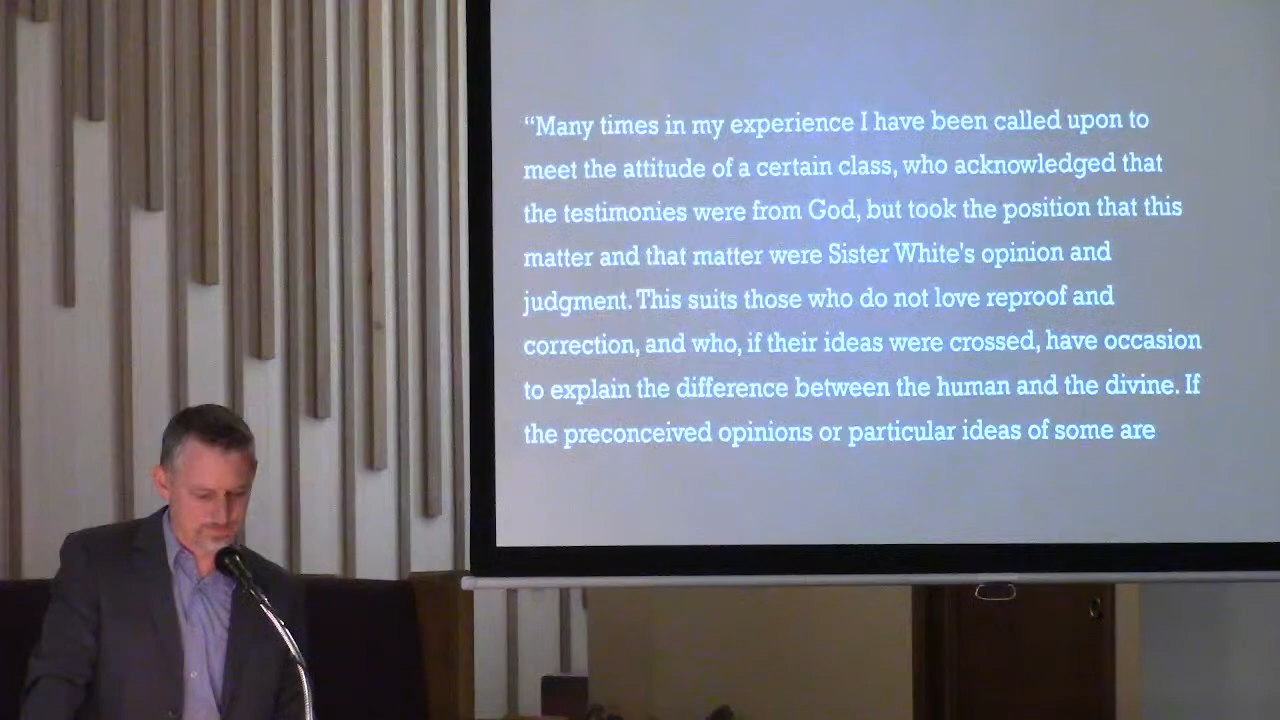 “Many times in my experience I have been called upon to
meet the attitude of a certain class, who acknowledged that
the testimonies were from God, but took the position that this
matter and that matter were Sister White's opinion and
judgment. This suits those who do not love reproof and
correction, and who, if their ideas were crossed, have occasion
to explain the difference between the human and the divine. If
the preconceived opinions or particular ideas of some are